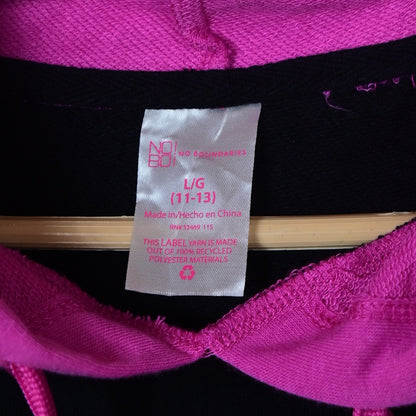 NO!
BO! NO BOUNDARIES
L/G
(11-13)
Made in/Hecho en China
RN# 52469 115
THIS LABEL YARN IS MADE
OUT OF 100% RECYCLED
POLYESTER MATERIALS